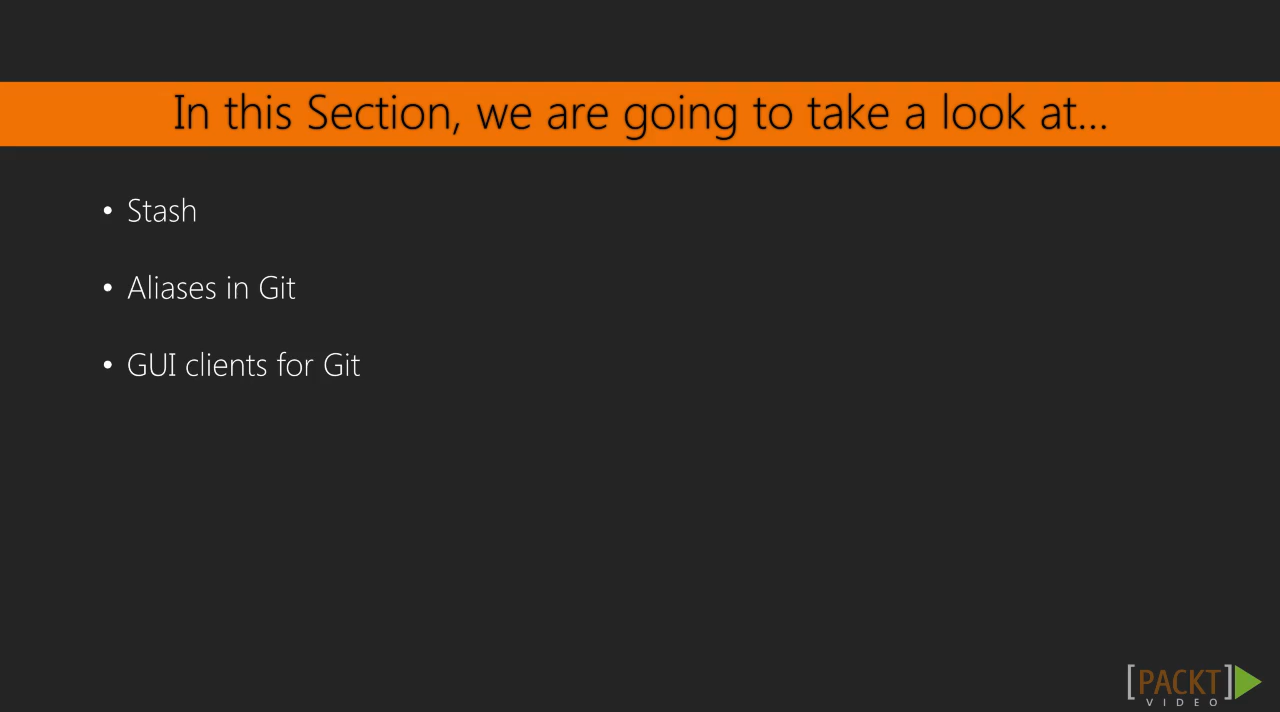 In this Section, we are going to take a look at...
• Stash
• Aliases in Git
• GUI clients for Git
[PACKT]
VIDEO